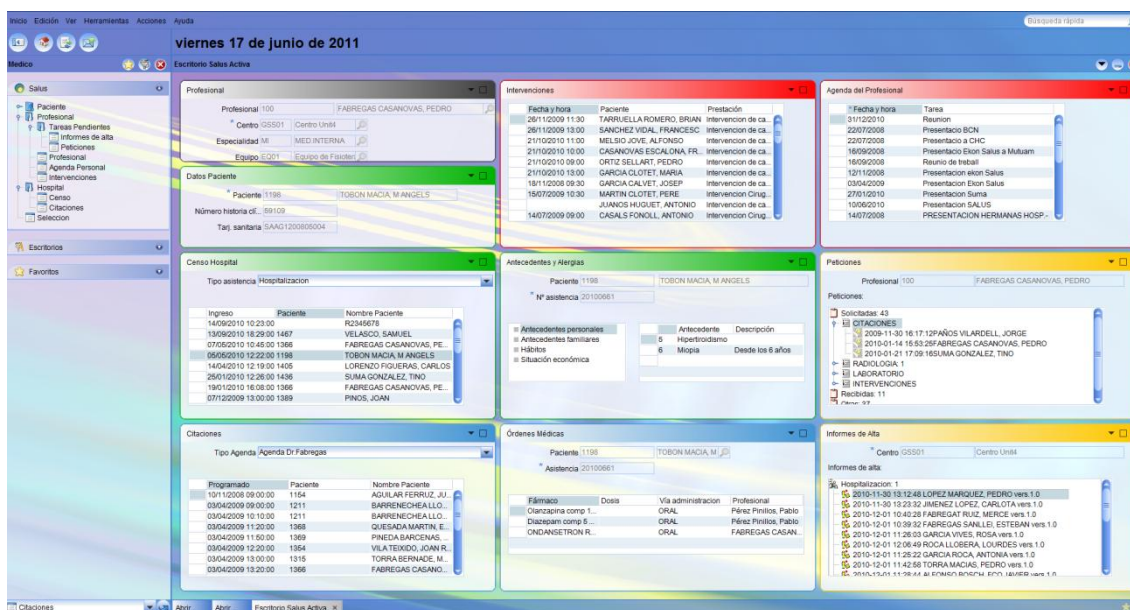 Inicio Edición Ver Herramientas Acciones Ayuda
Búsqueda rápida
viernes 17 de junio de 2011
Medico
Escritorio Salus Activa
Salus
Paciente
Profesional
Tareas Pendientes
Informes de alta
Peticiones
Profesional
Agenda Personal
Intervenciones
Hospital
Censo
Citaciones
Seleccion
Escritorios
Favoritos
Profesional
Profesional 100 FABREGAS CASANOVAS, PEDRO
* Centro GSS01 Centro Unit4
Especialidad MI MED.INTERNA
Equipo EQ01 Equipo de Fisioter
Datos Paciente
* Paciente 1198 TOBON MACIA, M ANGELS
Número historia clí... 89109
Tarj. sanitaria SAAG1200806004
Intervenciones
Fecha y hora Paciente Prestación
26/11/2009 11:30 TARRUELLA ROMERO, BRIAN Intervencion de ca...
26/11/2009 13:00 SANCHEZ VIDAL, FRANCESC Intervencion de ca...
21/10/2010 11:00 MELSIO JOVE, ALFONSO Intervencion de ca...
21/10/2010 10:00 CASANOVAS ESCALONA, FR... Intervencion de ca...
21/10/2010 09:00 ORTIZ SELLART, PEDRO Intervencion de ca...
21/10/2010 13:00 GARCIA CLOTET, MARIA Intervencion de ca...
18/11/2008 09:30 GARCIA CALVET, JOSEP Intervencion de ca...
15/07/2009 10:30 MARTIN CLOTET, PERE Intervencion Cirug...
JUANOS HUGUET, ANTONIO Intervencion de ca...
14/07/2009 09:00 CASALS FONOLL, ANTONIO Intervencion Cirug...
Agenda del Profesional
* Fecha y hora Tarea
31/12/2010 Reunion
22/07/2008 Presentacio BCN
22/07/2008 Presentacio a CHC
16/09/2008 Presentacio Ekon Salus a Mutuam
16/09/2008 Reunio de treball
12/11/2008 Presentacion ekon Salus
03/04/2009 Presentacion Ekon Salus
27/01/2010 Presentacion Suma
10/06/2010 Presentacion SALUS
14/07/2008 PRESENTACION HERMANAS HOSP.-
Censo Hospital
Tipo asistencia Hospitalizacion
Ingreso Paciente Nombre Paciente
14/09/2010 10:23:00 R2345678
13/09/2010 18:29:00 1467 VELASCO, SAMUEL
07/05/2010 10:45:00 1366 FABREGAS CASANOVAS, PE...
05/05/2010 12:22:00 1198 TOBON MACIA, M ANGELS
14/04/2010 12:19:00 1405 LORENZO FIGUERAS, CARLOS
25/01/2010 12:26:00 1436 SUMA GONZALEZ, TINO
19/01/2010 16:08:00 1366 FABREGAS CASANOVAS, PE...
07/12/2009 13:00:00 1389 PINOS, JOAN
Antecedentes y Alergias
Paciente 1198 TOBON MACIA, M ANGELS
* Nº asistencia 20100661
Antecedentes personales
Antecedentes familiares
Hábitos
Situación económica
Antecedente Descripción
5 Hipertiroidismo
6 Miopia Desde los 6 años
Peticiones
Profesional 100 FABREGAS CASANOVAS, PEDRO
Peticiones:
Solicitadas: 43
CITACIONES
2009-11-30 16:17:12PAÑOS VILARDELL, JORGE
2010-01-14 15:53:25FABREGAS CASANOVAS, PEDRO
2010-01-21 17:09:16SUMA GONZALEZ, TINO
RADIOLOGIA: 1
LABORATORIO
INTERVENCIONES
Recibidas: 11
Otras: 37
Citaciones
Tipo Agenda Agenda Dr.Fabregas
Programado Paciente Nombre Paciente
10/11/2008 09:00:00 1154 AGUILAR FERRUZ, JU...
03/04/2009 09:00:00 1211 BARRENECHEA LLO...
03/04/2009 10:10:00 1211 BARRENECHEA LLO...
03/04/2009 11:20:00 1368 QUESADA MARTIN, E...
03/04/2009 11:50:00 1369 PINEDA BARCENAS, ...
03/04/2009 12:20:00 1354 VILA TEIXIDO, JOAN R...
03/04/2009 13:00:00 1315 TORRA BERNADE, M...
03/04/2009 13:20:00 1366 FABREGAS CASANO...
Órdenes Médicas
Paciente 1198 TOBON MACIA, M
* Asistencia 20100661
Fármaco Dosis Vía administracion Profesional
Olanzapina comp 1... ORAL Pérez Pinillos, Pablo
Diazepam comp 5 ... ORAL Pérez Pinillos, Pablo
ONDANSETRON R... ORAL FABREGAS CASAN...
Informes de Alta
* Centro GSS01 Centro Unit4
Informes de alta:
Hospitalizacion: 1
2010-11-30 13:12:48 LOPEZ MARQUEZ, PEDRO vers.1.0
2010-11-30 13:23:32 JIMENEZ LOPEZ, CARLOTA vers.1.0
2010-12-01 10:40:28 FABREGAT RUIZ, MERCE vers.1.0
2010-12-01 10:39:32 FABREGAS SANLLEI, ESTEBAN vers.1.0
2010-12-01 11:26:03 GARCIA VIVES, ROSA vers.1.0
2010-12-01 12:06:49 ROCA LLOBERA, LOURDES vers.1.0
2010-12-01 11:25:22 GARCIA ROCA, ANTONIA vers.1.0
2010-12-01 11:42:58 TORRA MACIAS, PEDRO vers.1.0
2010-12-01 11:28:44 ALFONSO BOSCH, FCO JAVIER vers.1.0
Citaciones
Abrir Abrir Escritorio Salus Activa ×